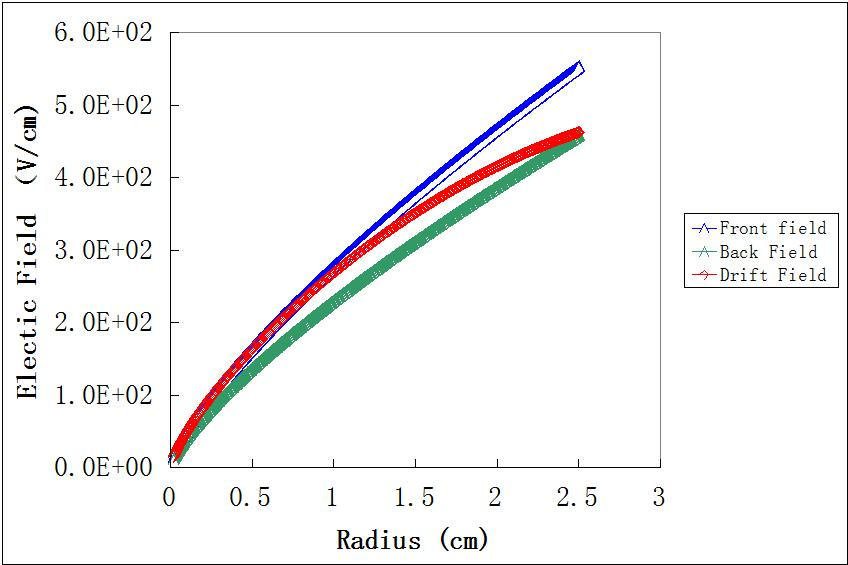 6.0E+02
5.0E+02
4.0E+02
3.0E+02
2.0E+02
1.0E+02
0.0E+00
Electic Field (V/cm)
0 0.5 1 1.5 2 2.5 3
Radius (cm)
Front field
Back Field
Drift Field